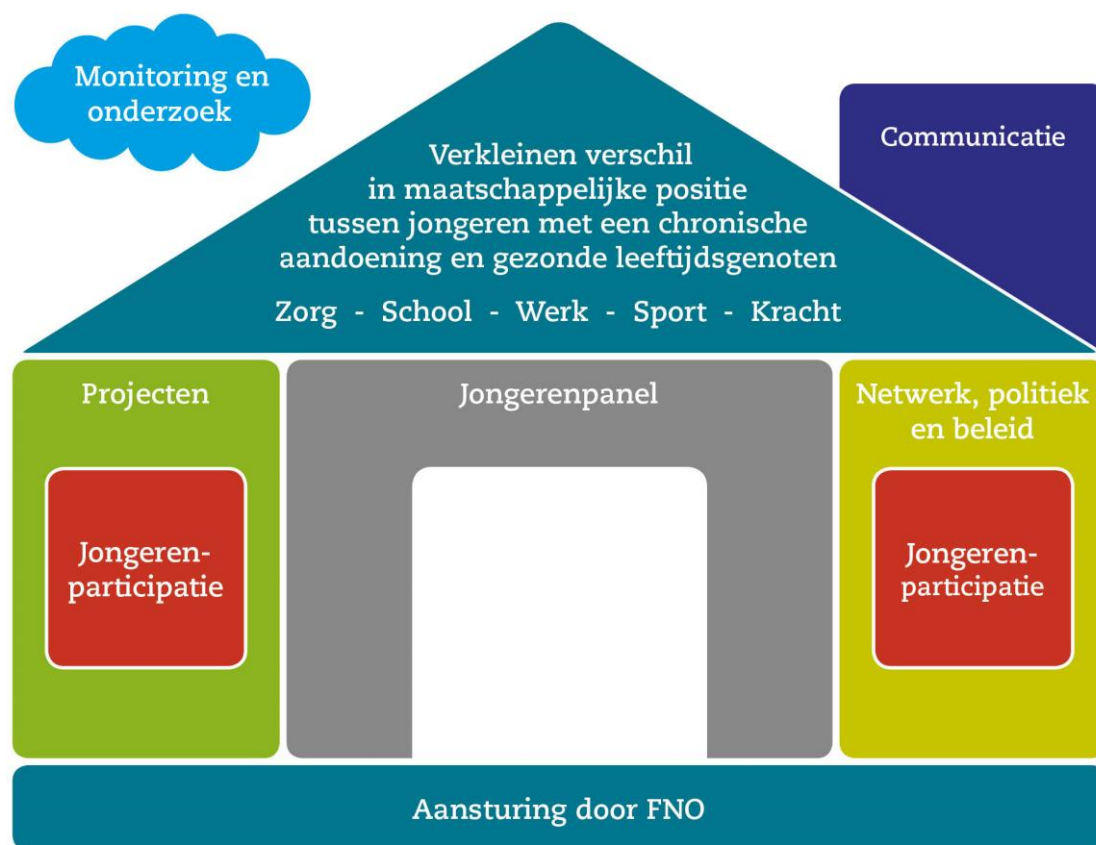 Monitoring en
onderzoek
Communicatie
Verkleinen verschil
in maatschappelijke positie
tussen jongeren met een chronische
aandoening en gezonde leeftijdsgenoten
Zorg - School - Werk - Sport - Kracht
Projecten
Jongeren-
participatie
Jongerenpanel
Netwerk, politiek
en beleid
Jongeren-
participatie
Aansturing door FNO